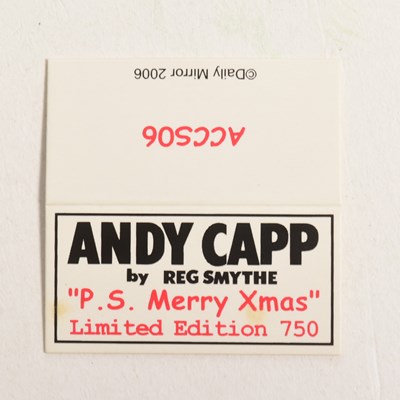 ©Daily Mirror 2006
ACCS06
ANDY CAPP
by REG SMYTHE
"P.S. Merry Xmas"
Limited Edition 750